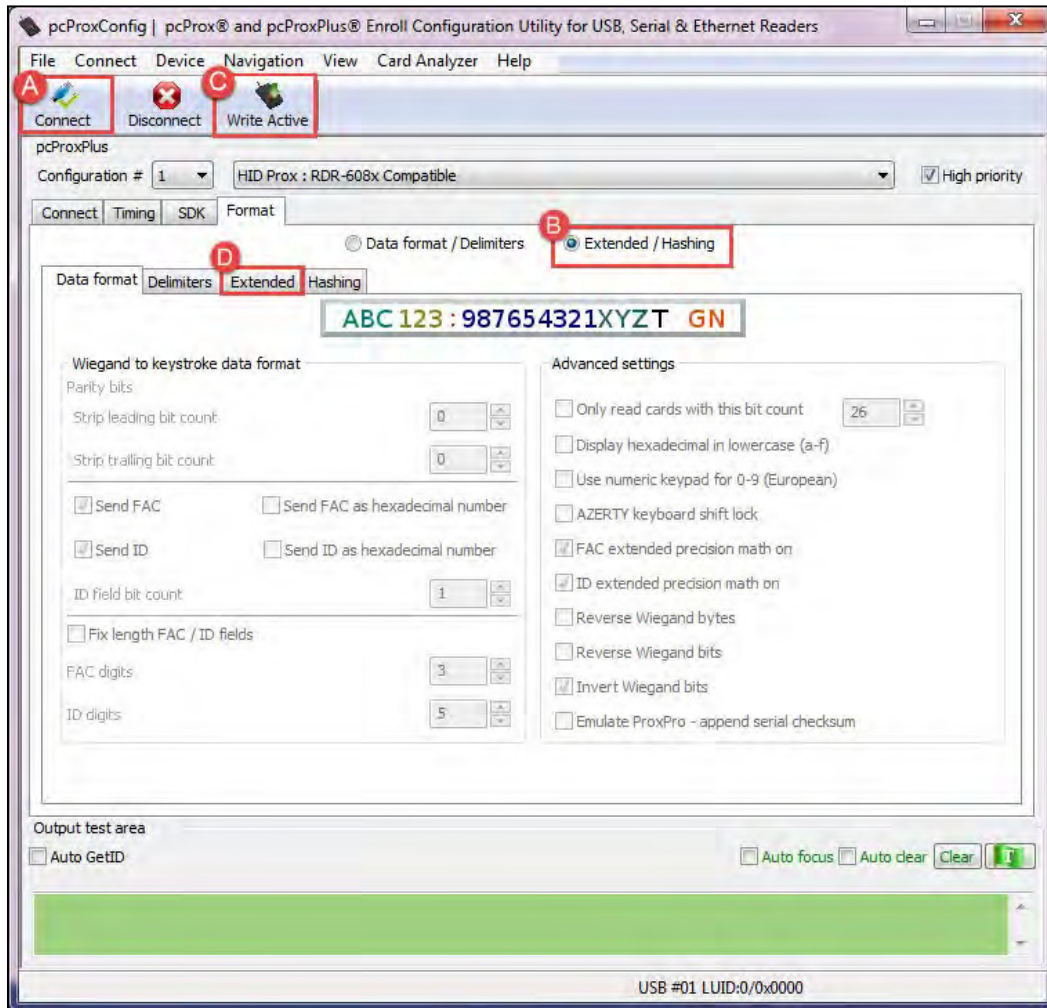 pcProxConfig | pcProx® and pcProxPlus® Enroll Configuration Utility for USB, Serial & Ethernet Readers
File Connect Device Navigation View Card Analyzer Help
A C
Connect Disconnect Write Active
pcProxPlus
Configuration # 1 HID Prox : RDR-608x Compatible High priority
Connect Timing SDK Format
B
Data format / Delimiters Extended / Hashing
D
Data format Delimiters Extended Hashing
ABC 123 : 987654321XYZT GN
Wiegand to keystroke data format
Parity bits
Strip leading bit count 0
Strip trailing bit count 0
Send FAC Send FAC as hexadecimal number
Send ID Send ID as hexadecimal number
ID field bit count 1
Fix length FAC / ID fields
FAC digits 3
ID digits 5
Advanced settings
Only read cards with this bit count 26
Display hexadecimal in lowercase (a-f)
Use numeric keypad for 0-9 (European)
AZERTY keyboard shift lock
FAC extended precision math on
ID extended precision math on
Reverse Wiegand bytes
Reverse Wiegand bits
Invert Wiegand bits
Emulate ProxPro - append serial checksum
Output test area
Auto GetID Auto focus Auto clear Clear
USB #01 LUID:0/0x0000